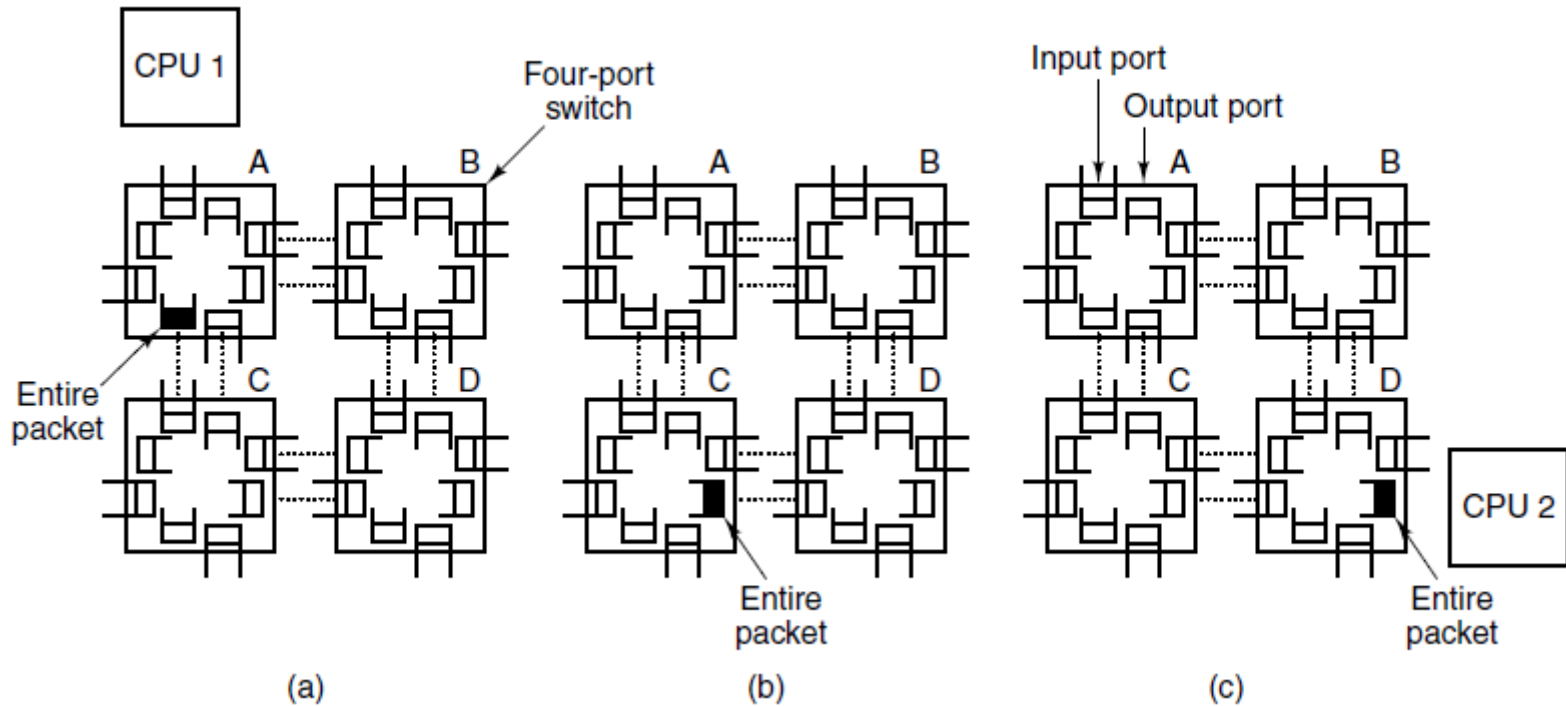 CPU 1
Four-port
switch
Input port
Output port
A
B
A
B
A
B
Entire
packet
C
D
C
D
C
D
CPU 2
Entire
packet
Entire
packet
(a)
(b)
(c)